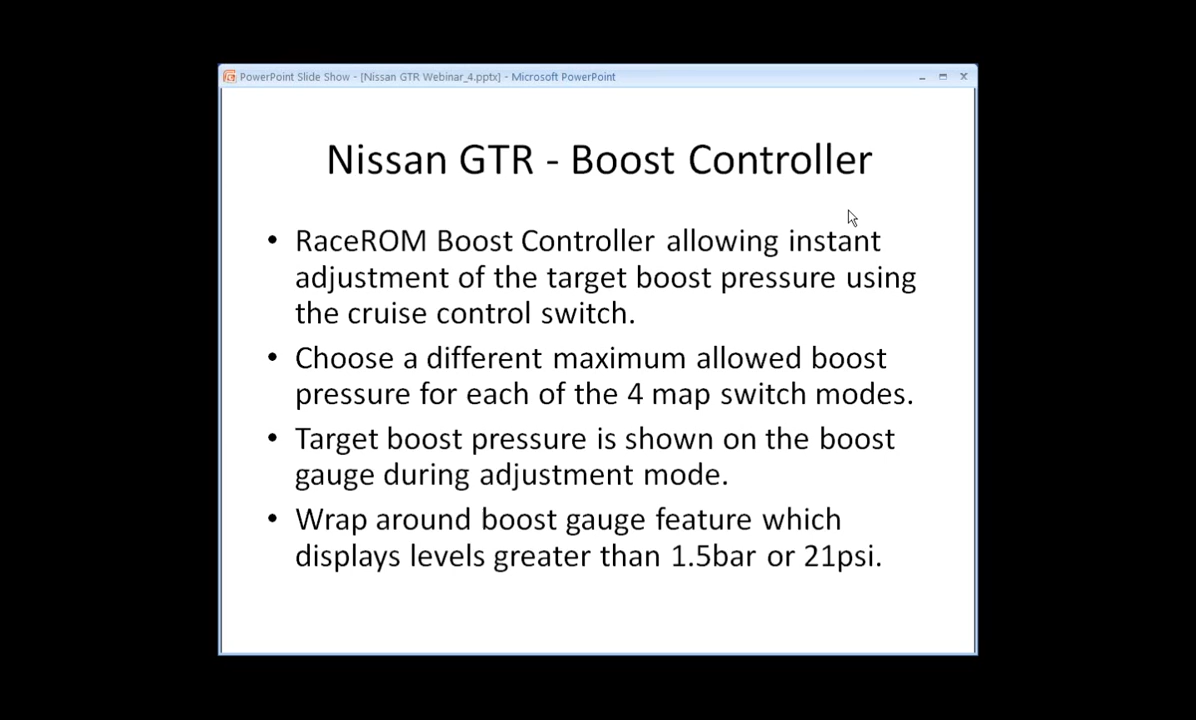 PowerPoint Slide Show - [Nissan GTR Webinar_4.pptx] - Microsoft PowerPoint
Nissan GTR - Boost Controller
• RaceROM Boost Controller allowing instant
adjustment of the target boost pressure using
the cruise control switch.
• Choose a different maximum allowed boost
pressure for each of the 4 map switch modes.
• Target boost pressure is shown on the boost
gauge during adjustment mode.
• Wrap around boost gauge feature which
displays levels greater than 1.5bar or 21psi.